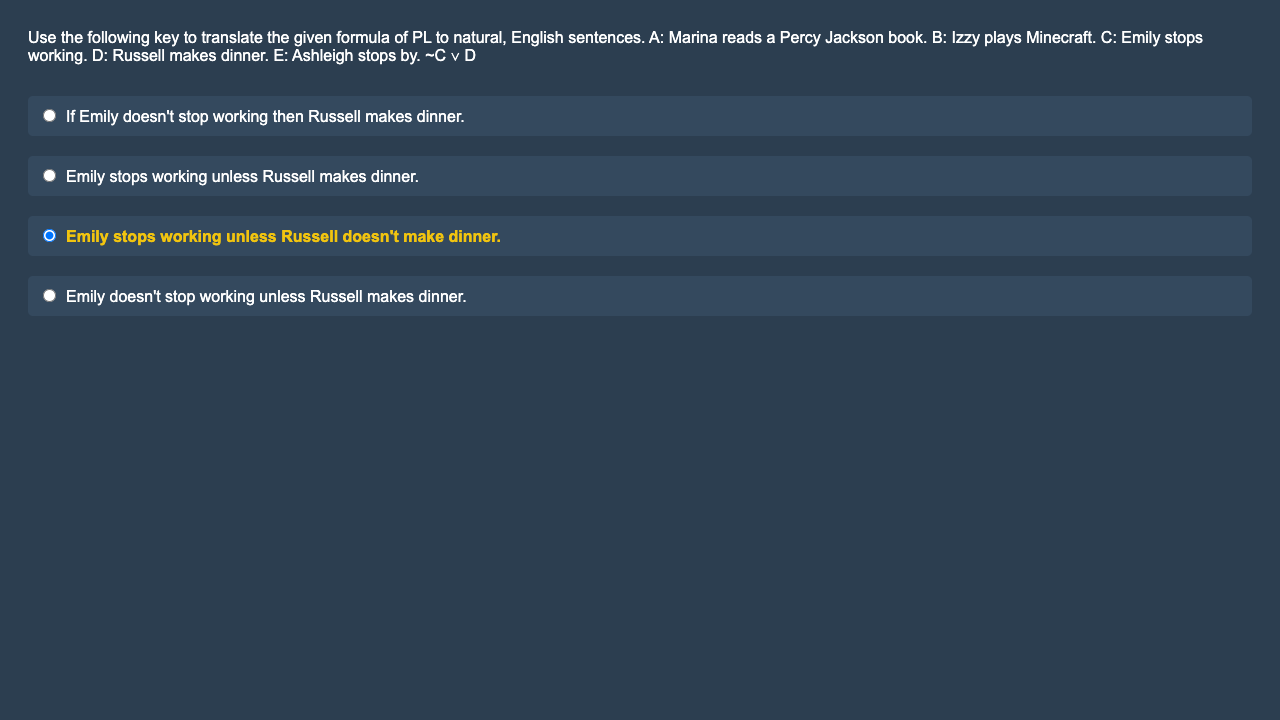 Use the following key to translate the given formula of PL to natural, English sentences. A: Marina reads a Percy Jackson book. B: Izzy plays Minecraft. C: Emily stops
working. D: Russell makes dinner. E: Ashleigh stops by. ~C ∨ D
If Emily doesn't stop working then Russell makes dinner.
Emily stops working unless Russell makes dinner.
Emily stops working unless Russell doesn't make dinner.
Emily doesn't stop working unless Russell makes dinner.